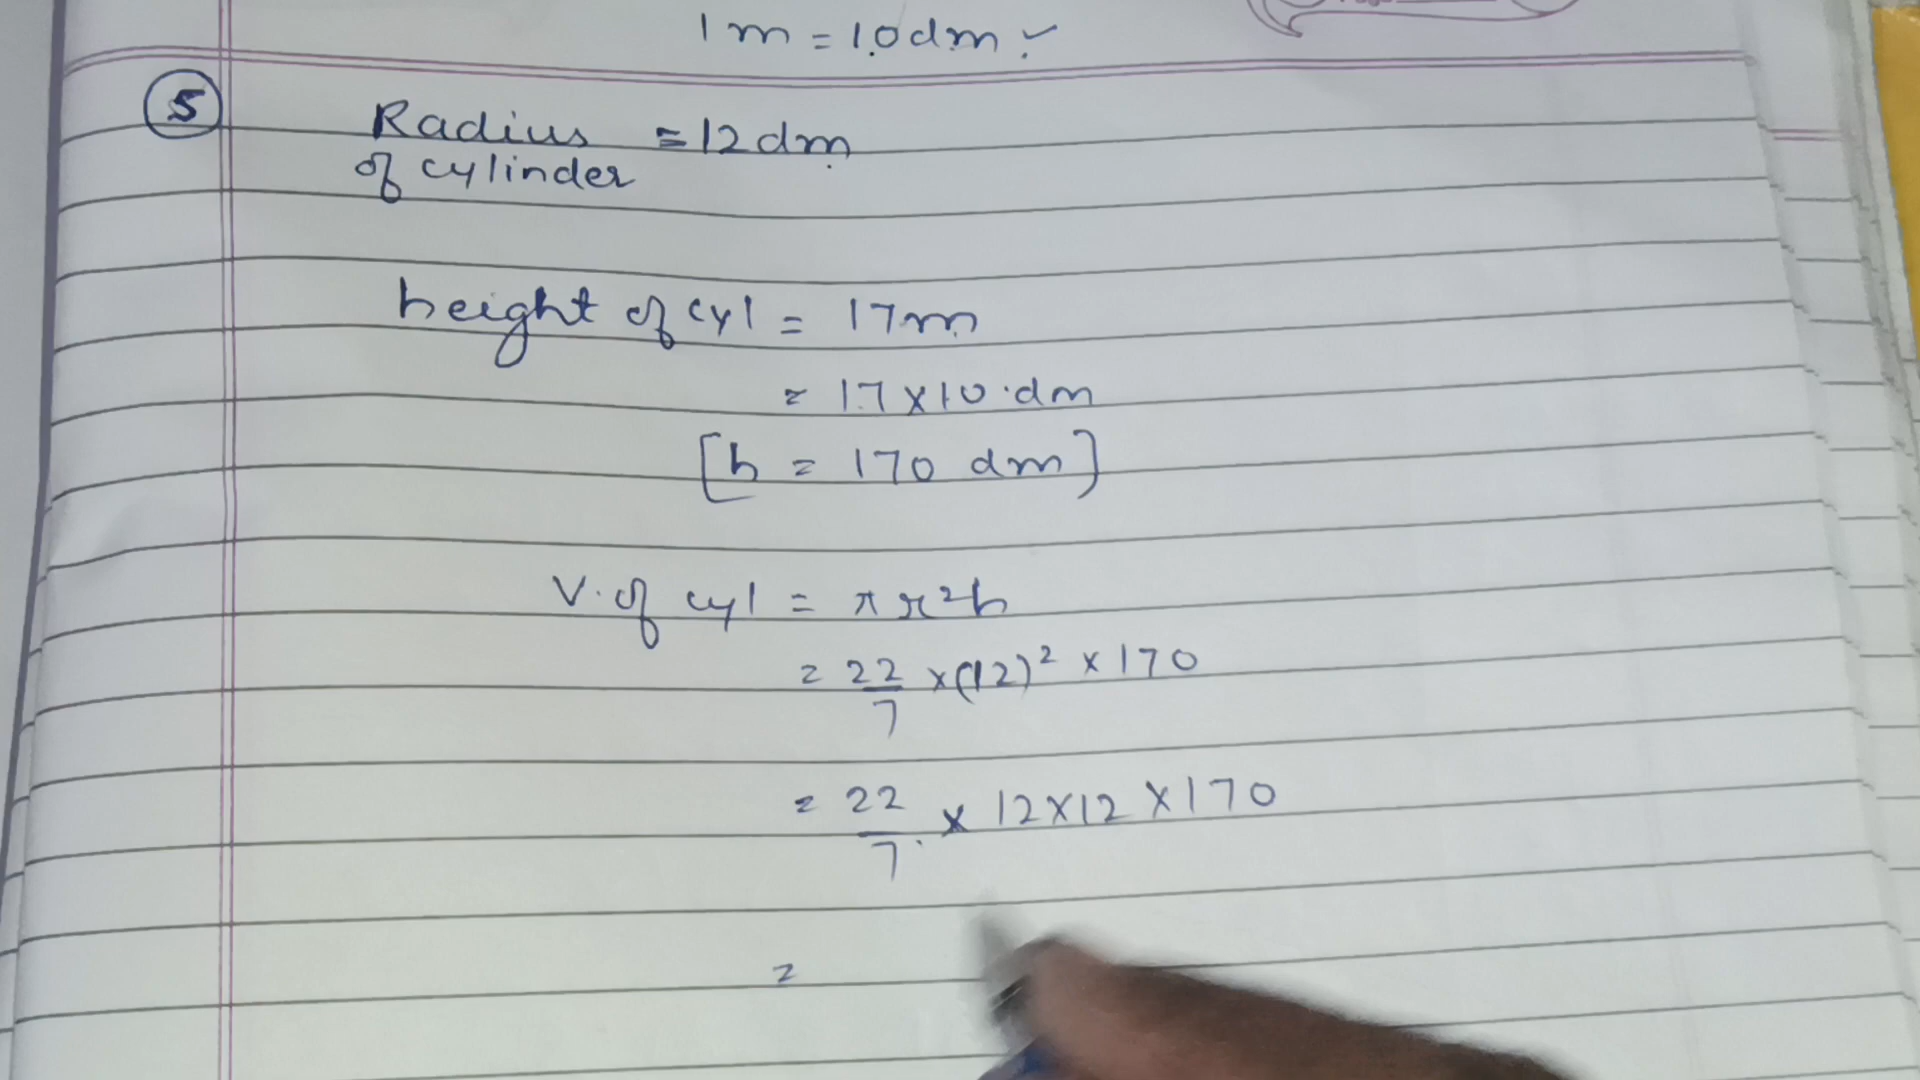 1m = 10dm
5
Radius = 12dm
of cylinder
height of cyl = 17m
= 17×10 dm
[h = 170 dm]
V. of cyl = πr²h
= 22/7 ×(12)² × 170
= 22/7 × 12×12 ×170
=